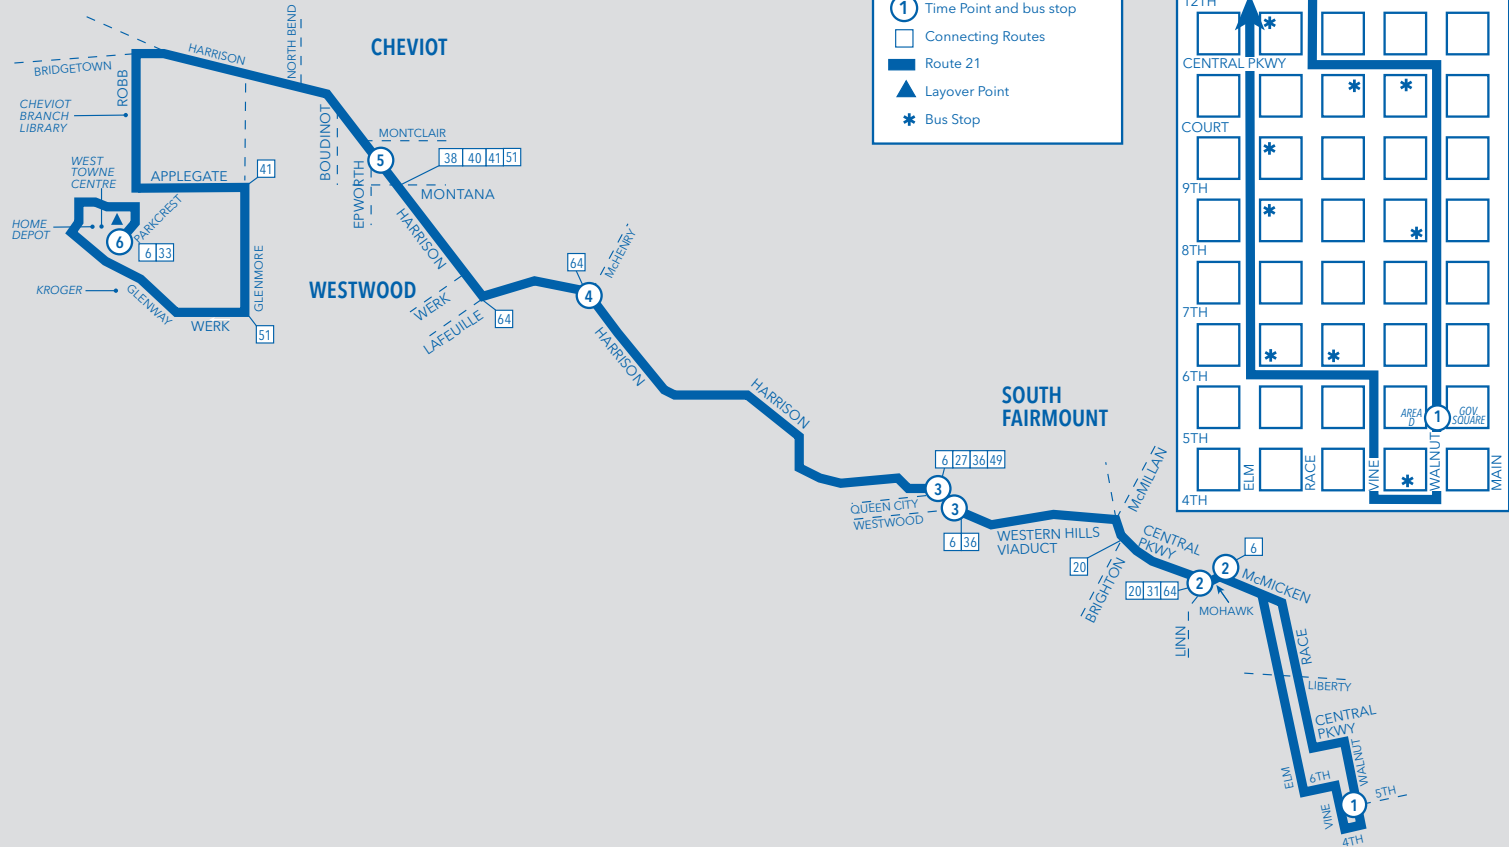 CHEVIOT
NORTH BEND
HARRISON
BRIDGETOWN
ROBB
CHEVIOT
BRANCH
LIBRARY
BOUDINOT
MONTCLAIR
5
38 40 41 51
WEST
TOWNE
CENTRE
APPLEGATE
41
EPWORTH
MONTANA
HARRISON
PARKCREST
HOME
DEPOT
6
6 33
GLENMORE
KROGER
GLENWAY
WERK
51
WESTWOOD
WERK
LAFEUILLE
64
64
McHENRY
4
HARRISON
HARRISON
SOUTH
FAIRMOUNT
6 27 36 49
3
3
QUEEN CITY
WESTWOOD
6 36
WESTERN HILLS
VIADUCT
McMILLAN
CENTRAL
PKWY
20
BRIGHTON
20 31 64
2
2
6
McMICKEN
MOHAWK
LINN
RACE
LIBERTY
CENTRAL
PKWY
WALNUT
ELM
6TH
VINE
1
5TH
4TH
1 Time Point and bus stop
Connecting Routes
Route 21
Layover Point
Bus Stop
12TH
CENTRAL PKWY
COURT
9TH
8TH
7TH
6TH
AREA
D
1
GOV.
SQUARE
5TH
ELM
RACE
VINE
WALNUT
MAIN
4TH